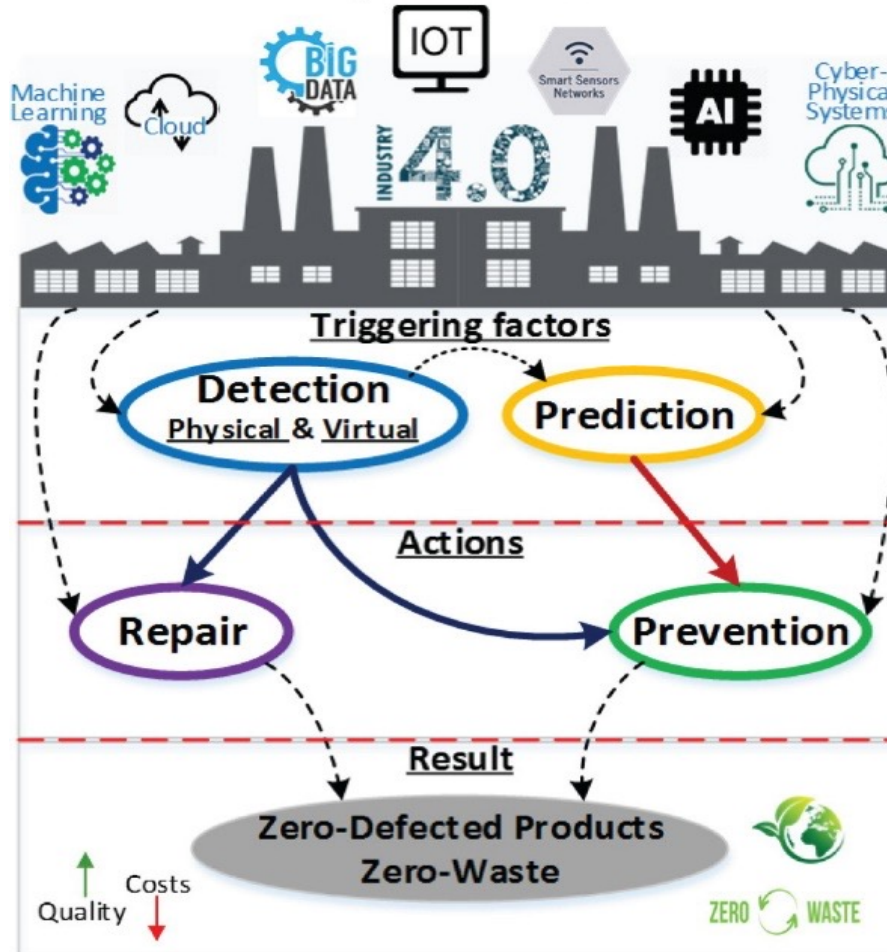 IOT
BIG
DATA
Smart Sensors
Networks
Machine
Learning
Cloud
AI
Cyber-
Physical
Systems
INDUSTRY
4.0
Triggering factors
Detection
Physical & Virtual
Prediction
Actions
Repair
Prevention
Result
Zero-Defected Products
Zero-Waste
Quality
Costs
ZERO WASTE